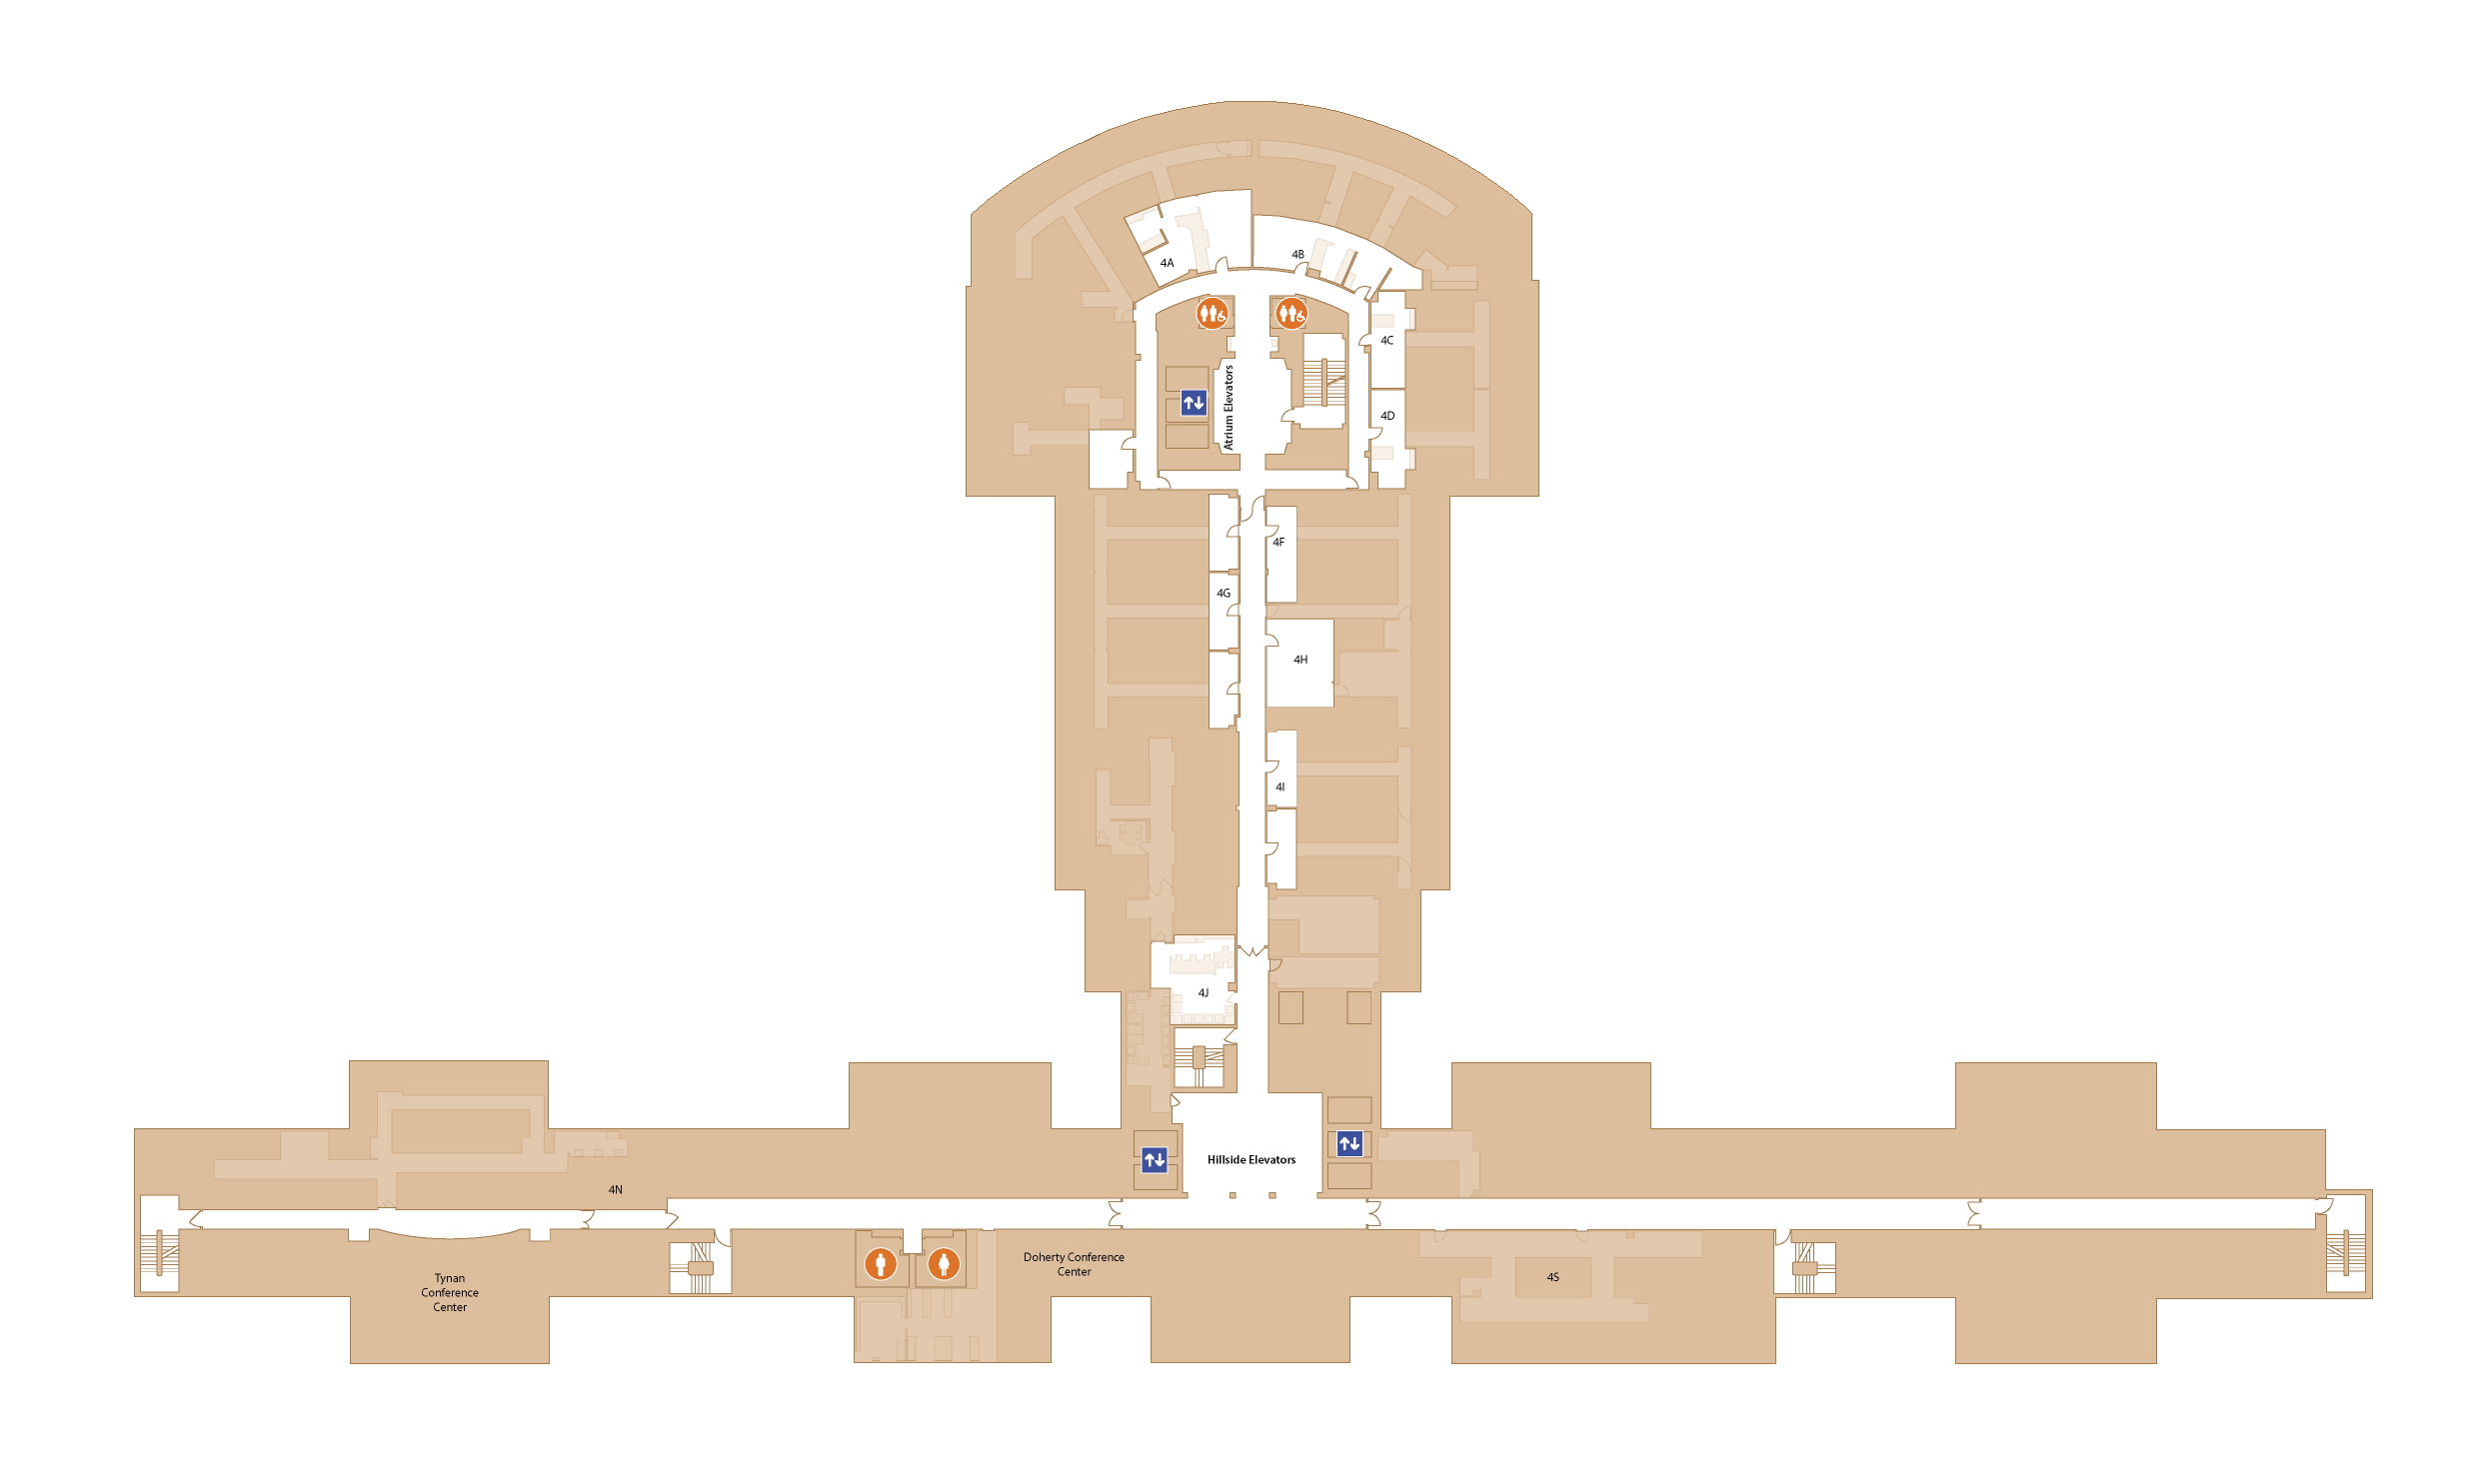 4A
4B
4C
4D
Atrium Elevators
4F
4G
4H
4I
4J
Hillside Elevators
4N
Tynan
Conference
Center
Doherty Conference
Center
4S